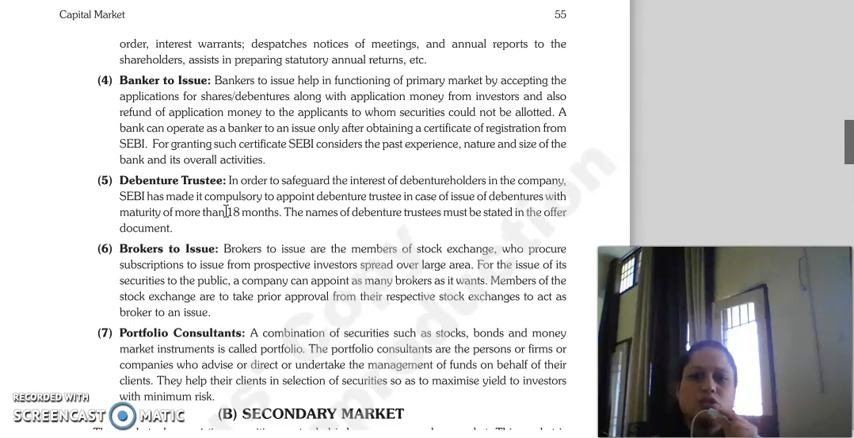 Capital Market 55
order, interest warrants; despatches notices of meetings, and annual reports to the
shareholders, assists in preparing statutory annual returns, etc.
(4) Banker to Issue: Bankers to issue help in functioning of primary market by accepting the
applications for shares/debentures along with application money from investors and also
refund of application money to the applicants to whom securities could not be allotted. A
bank can operate as a banker to an issue only after obtaining a certificate of registration from
SEBI. For granting such certificate SEBI considers the past experience, nature and size of the
bank and its overall activities.
(5) Debenture Trustee: In order to safeguard the interest of debentureholders in the company,
SEBI has made it compulsory to appoint debenture trustee in case of issue of debentures with
maturity of more than 18 months. The names of debenture trustees must be stated in the offer
document.
(6) Brokers to Issue: Brokers to issue are the members of stock exchange, who procure
subscriptions to issue from prospective investors spread over large area. For the issue of its
securities to the public, a company can appoint as many brokers as it wants. Members of the
stock exchange are to take prior approval from their respective stock exchanges to act as
broker to an issue.
(7) Portfolio Consultants: A combination of securities such as stocks, bonds and money
market instruments is called portfolio. The portfolio consultants are the persons or firms or
companies who advise or direct or undertake the management of funds on behalf of their
clients. They help their clients in selection of securities so as to maximise yield to investors
with minimum risk.
(B) SECONDARY MARKET
RECORDED WITH
SCREENCAST MATIC